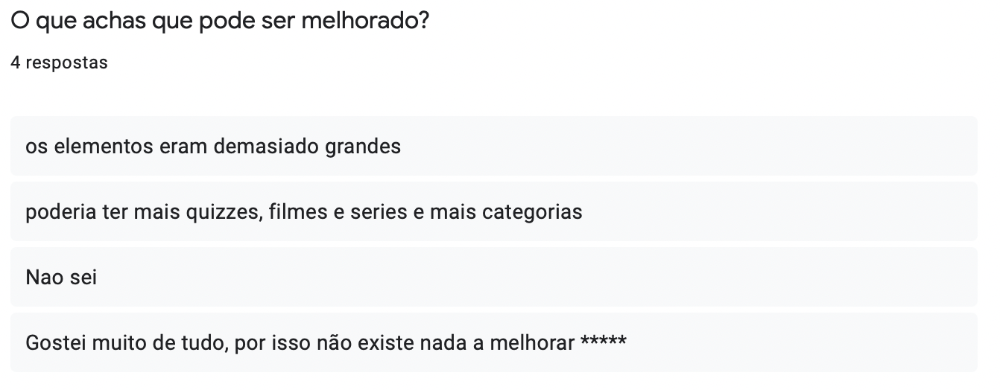 O que achas que pode ser melhorado?
4 respostas
os elementos eram demasiado grandes
poderia ter mais quizzes, filmes e series e mais categorias
Nao sei
Gostei muito de tudo, por isso não existe nada a melhorar *****